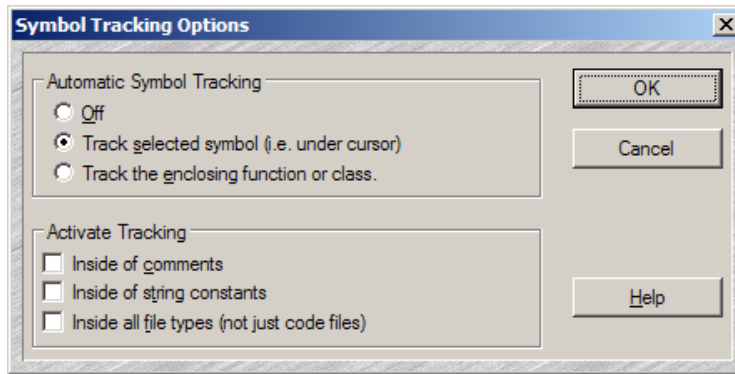 Symbol Tracking Options
Automatic Symbol Tracking
Off
Track selected symbol (i.e. under cursor)
Track the enclosing function or class.
OK
Cancel
Activate Tracking
Inside of comments
Inside of string constants
Inside all file types (not just code files)
Help